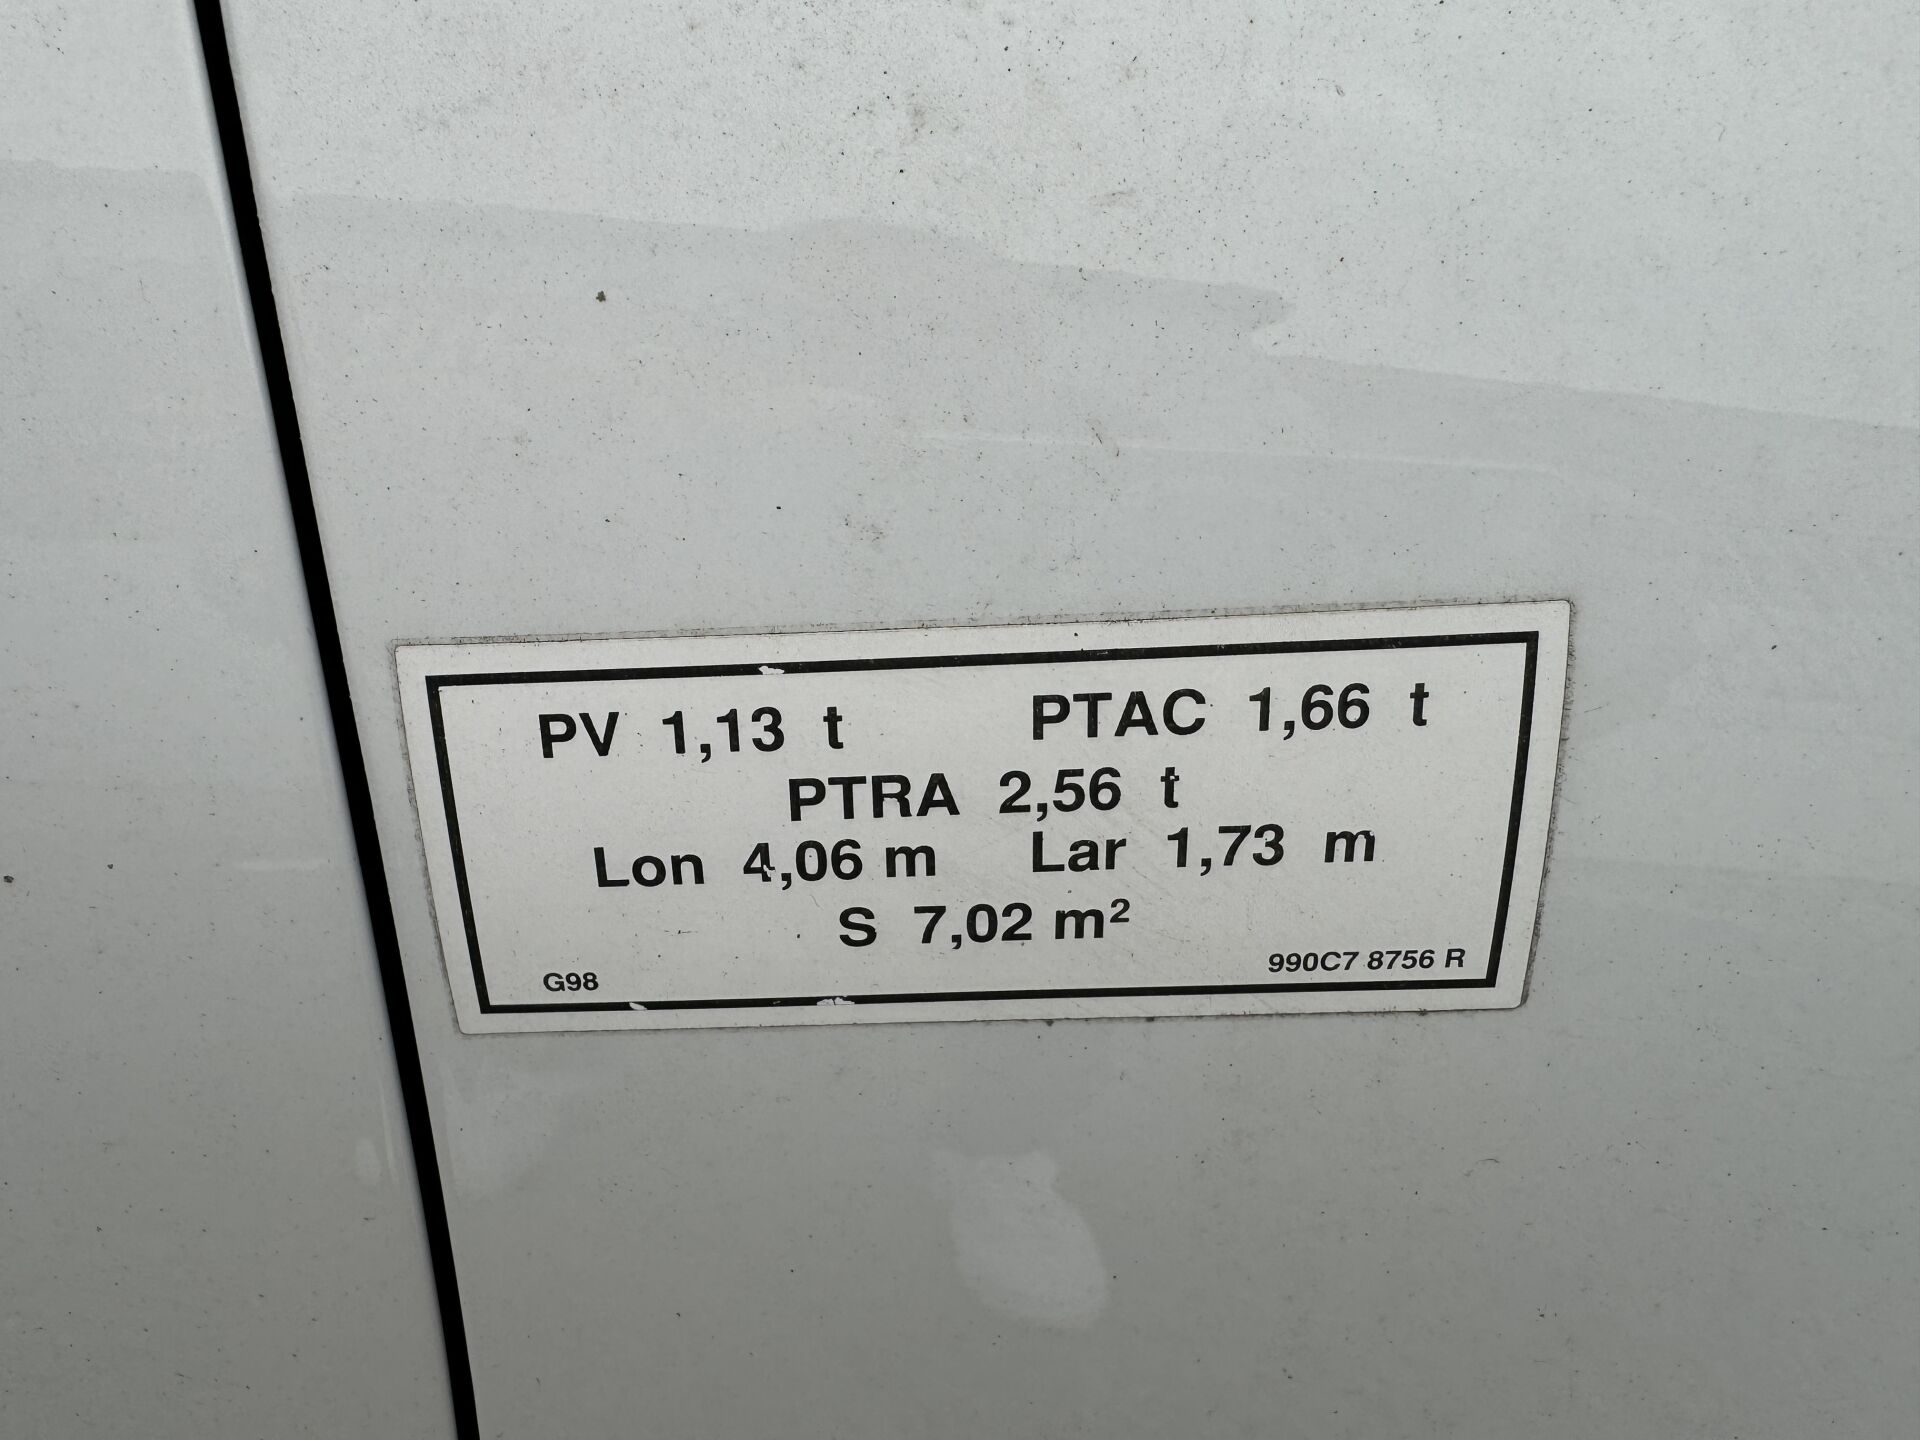 PV 1,13 t PTAC 1,66 t
PTRA 2,56 t
Lon 4,06 m Lar 1,73 m
S 7,02 m²
G98 990C7 8756 R